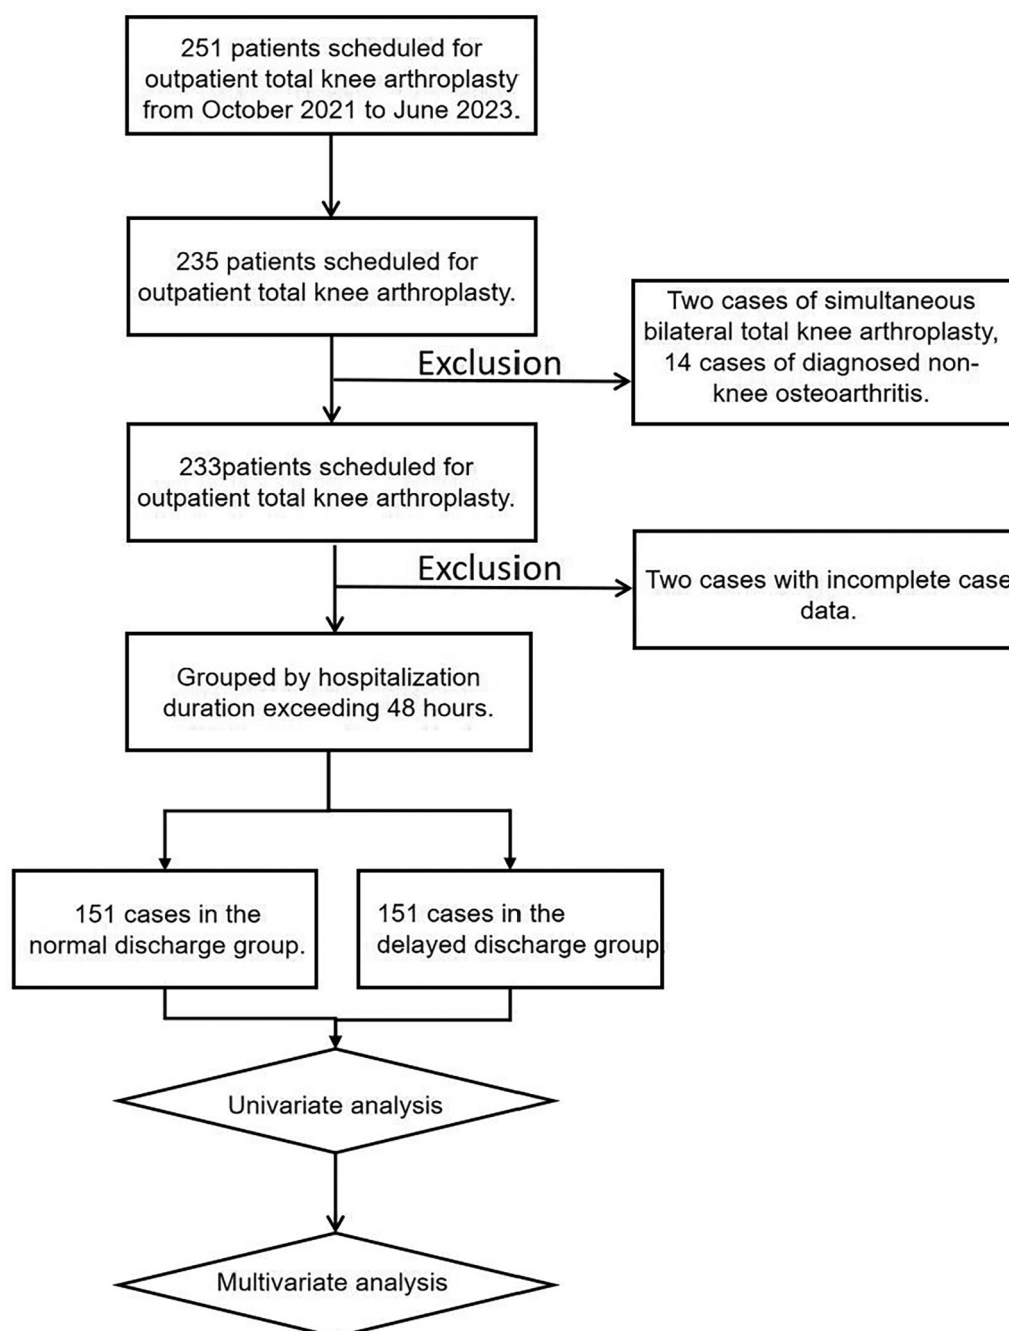 251 patients scheduled for
outpatient total knee arthroplasty
from October 2021 to June 2023.
235 patients scheduled for
outpatient total knee arthroplasty.
Exclusion
Two cases of simultaneous
bilateral total knee arthroplasty,
14 cases of diagnosed non-
knee osteoarthritis.
233patients scheduled for
outpatient total knee arthroplasty.
Exclusion
Two cases with incomplete case
data.
Grouped by hospitalization
duration exceeding 48 hours.
151 cases in the
normal discharge group.
151 cases in the
delayed discharge group.
Univariate analysis
Multivariate analysis